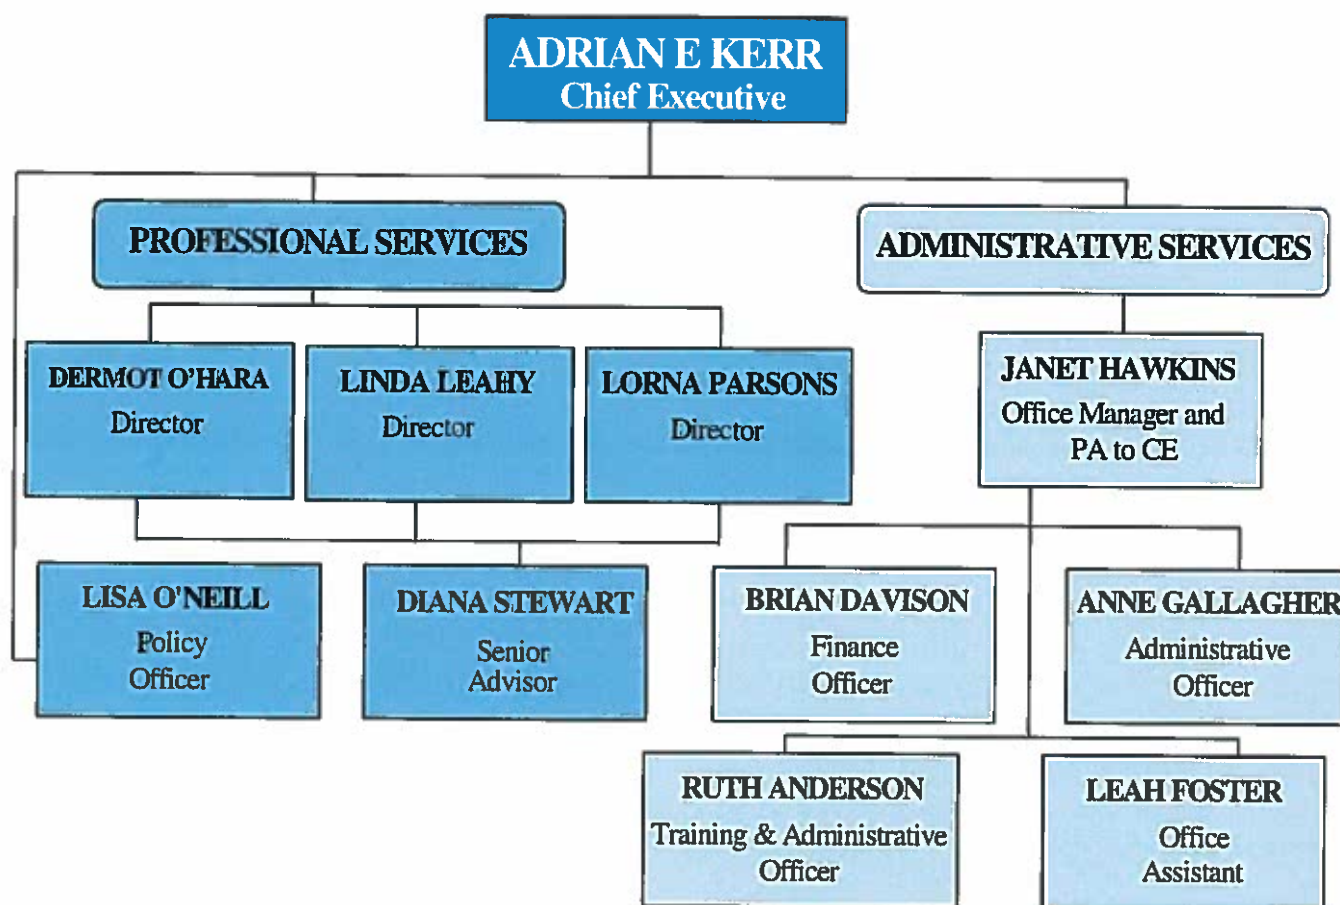 ADRIAN E KERR
Chief Executive
PROFESSIONAL SERVICES
ADMINISTRATIVE SERVICES
DERMOT O'HARA
Director
LINDA LEAHY
Director
LORNA PARSONS
Director
JANET HAWKINS
Office Manager and
PA to CE
LISA O'NEILL
Policy
Officer
DIANA STEWART
Senior
Advisor
BRIAN DAVISON
Finance
Officer
ANNE GALLAGHER
Administrative
Officer
RUTH ANDERSON
Training & Administrative
Officer
LEAH FOSTER
Office
Assistant